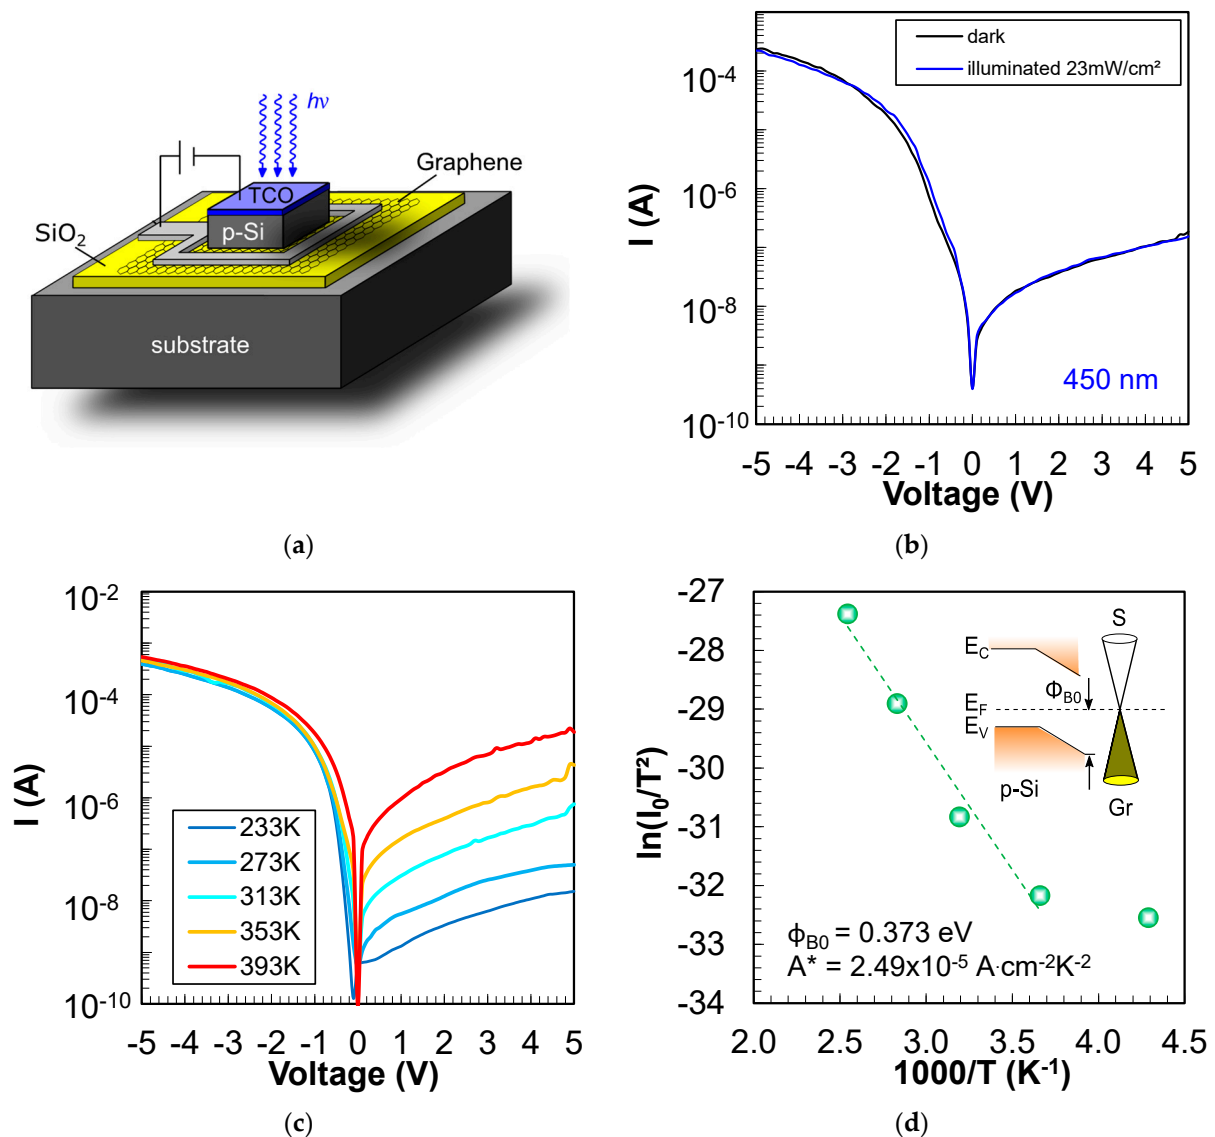 hν
Graphene
TCO
SiO₂
p-Si
substrate
(a)
I (A)
10⁻⁴
10⁻⁶
10⁻⁸
10⁻¹⁰
dark
illuminated 23mW/cm²
450 nm
-5 -4 -3 -2 -1 0 1 2 3 4 5
Voltage (V)
(b)
I (A)
10⁻²
10⁻⁴
10⁻⁶
10⁻⁸
10⁻¹⁰
233K
273K
313K
353K
393K
-5 -4 -3 -2 -1 0 1 2 3 4 5
Voltage (V)
(c)
ln(I₀/T²)
-27
-28
-29
-30
-31
-32
-33
-34
S
E_C
Φ_B0
E_F
E_V
p-Si
Gr
ϕ_B0 = 0.373 eV
A* = 2.49x10⁻⁵ A·cm⁻²K⁻²
2.0 2.5 3.0 3.5 4.0 4.5
1000/T (K⁻¹)
(d)